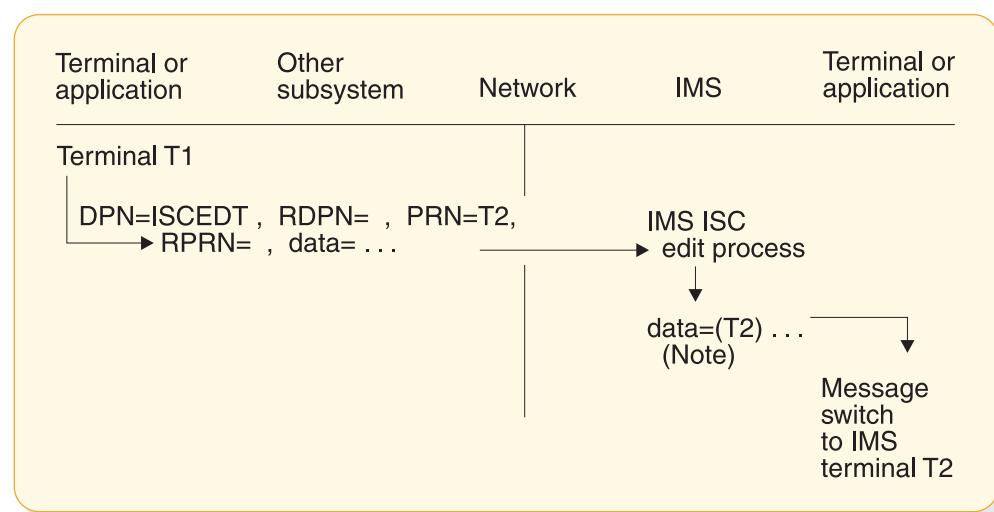 Terminal or
application
Other
subsystem
Network
IMS
Terminal or
application
Terminal T1
DPN=ISCEDT , RDPN= , PRN=T2,
RPRN= , data= . . .
IMS ISC
edit process
data=(T2) . . .
(Note)
Message
switch
to IMS
terminal T2